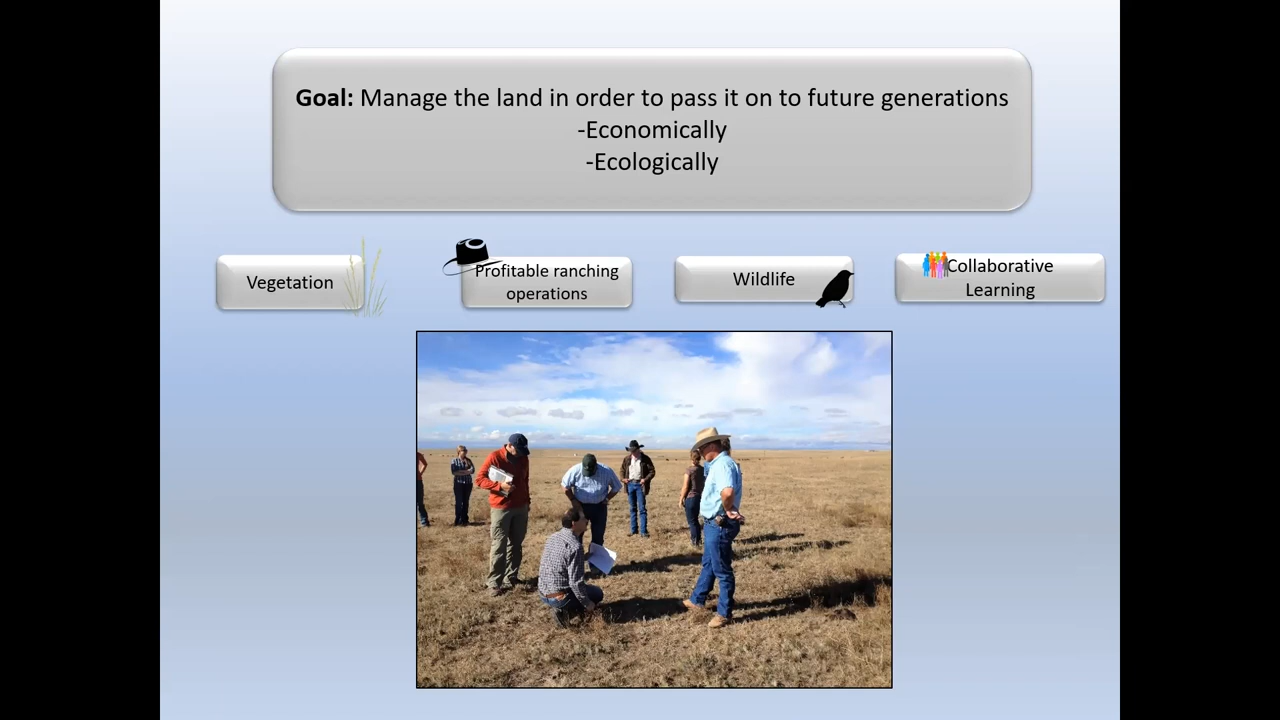 Goal: Manage the land in order to pass it on to future generations
-Economically
-Ecologically
Vegetation
Profitable ranching
operations
Wildlife
Collaborative
Learning